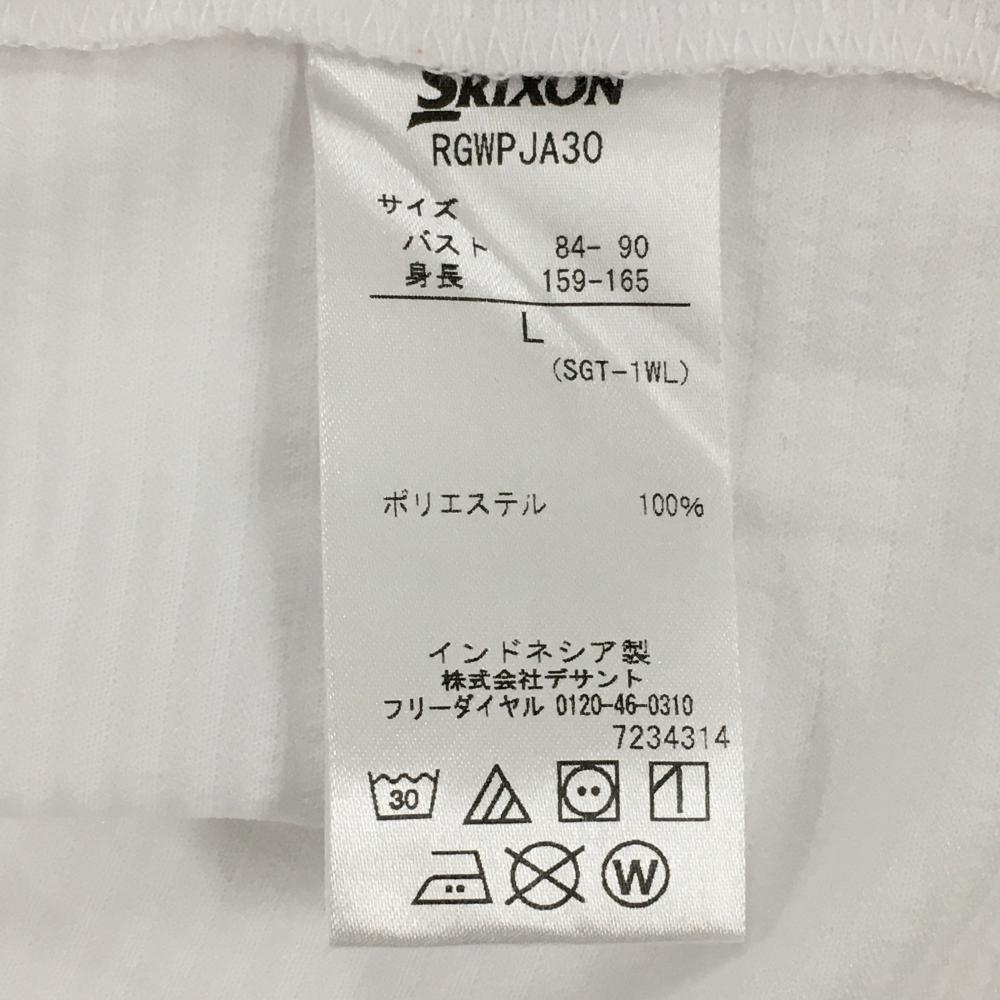 SRIXON
RGWPJA30
サイズ
バスト 84- 90
身長 159-165
L
(SGT-1WL)
ポリエステル 100%
インドネシア製
株式会社デサント
フリーダイヤル 0120-46-0310
7234314
30
W